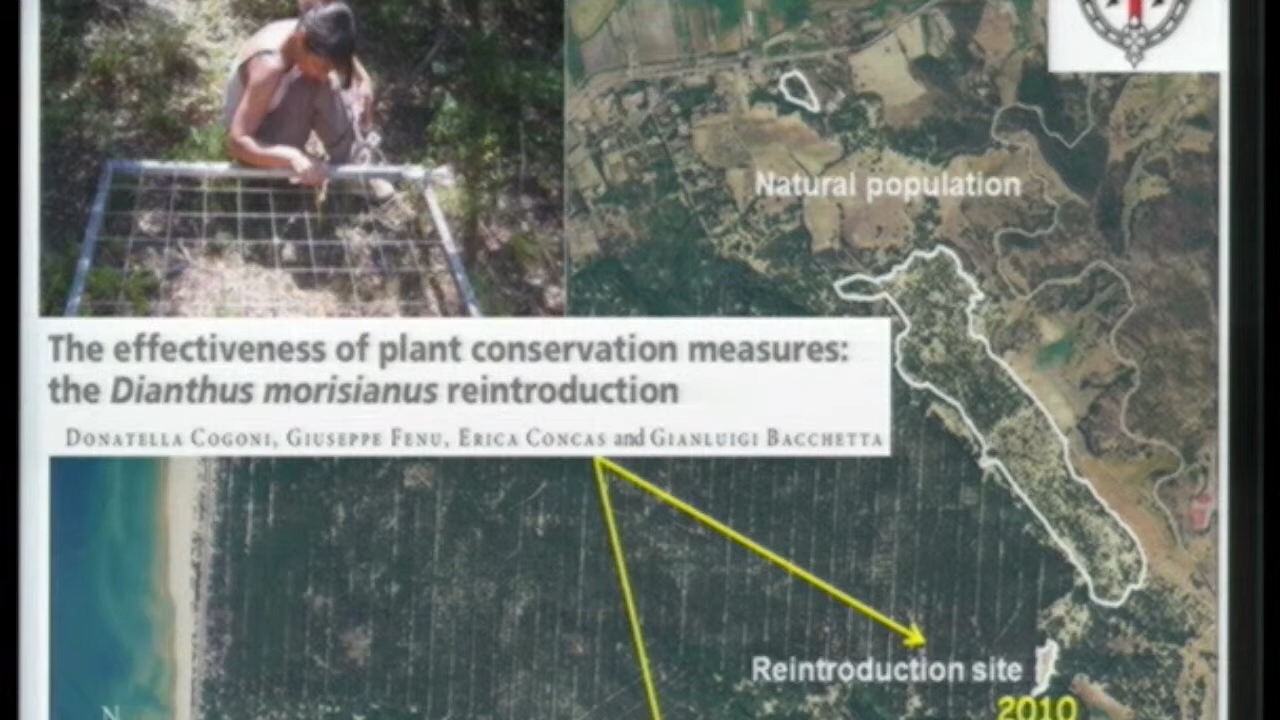 Natural population
The effectiveness of plant conservation measures:
the Dianthus morisianus reintroduction
DONATELLA COGONI, GIUSEPPE FENU, ERICA CONCAS and GIANLUIGI BACCHETTA
Reintroduction site
2010
N